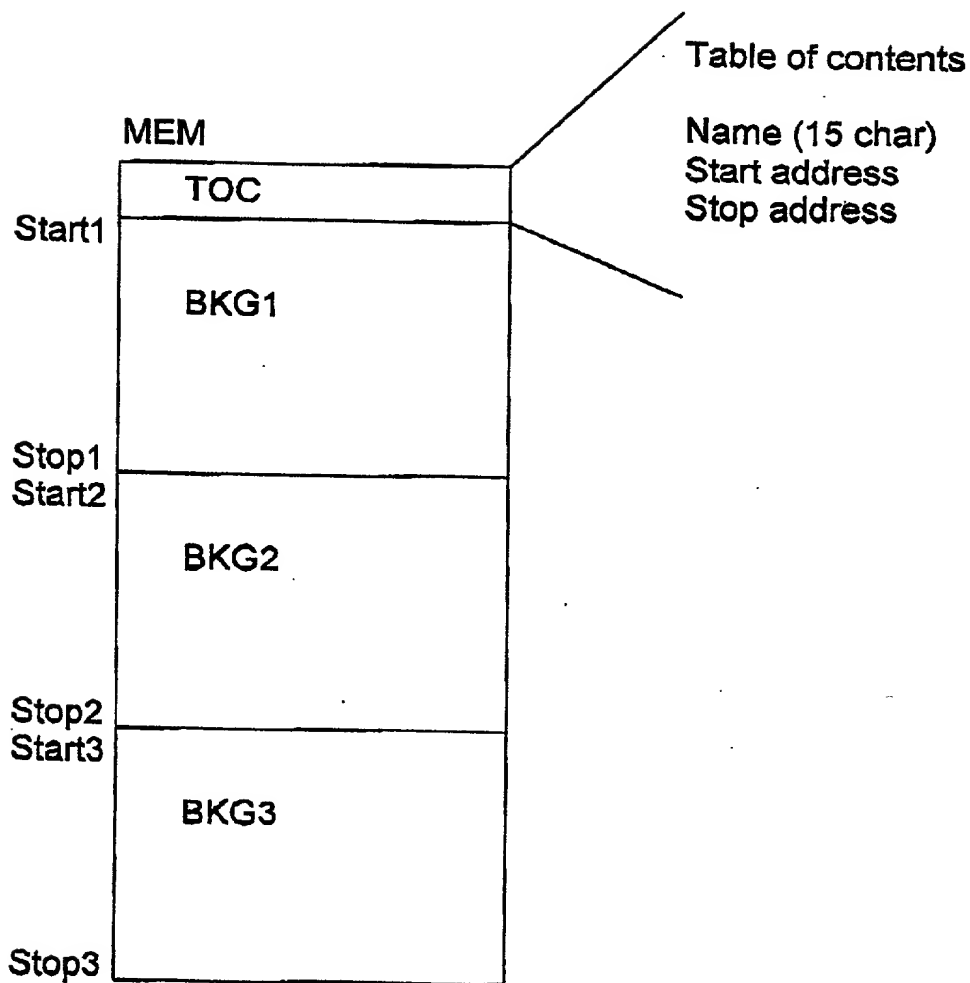 Table of contents
Name (15 char)
Start address
Stop address
MEM
TOC
Start1
BKG1
Stop1
Start2
BKG2
Stop2
Start3
BKG3
Stop3